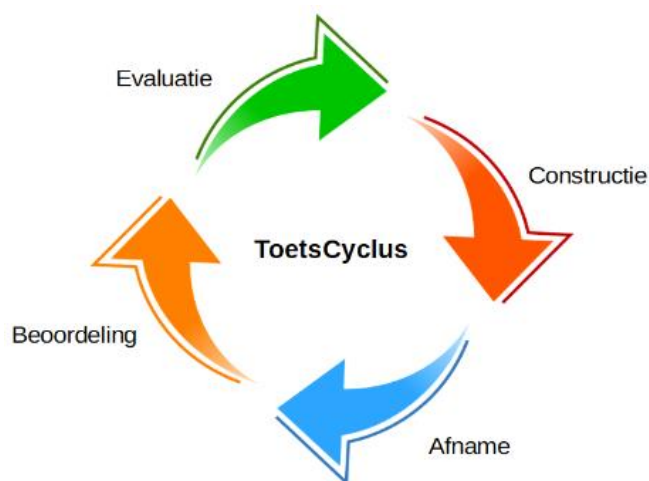 Evaluatie
Constructie
ToetsCyclus
Beoordeling
Afname